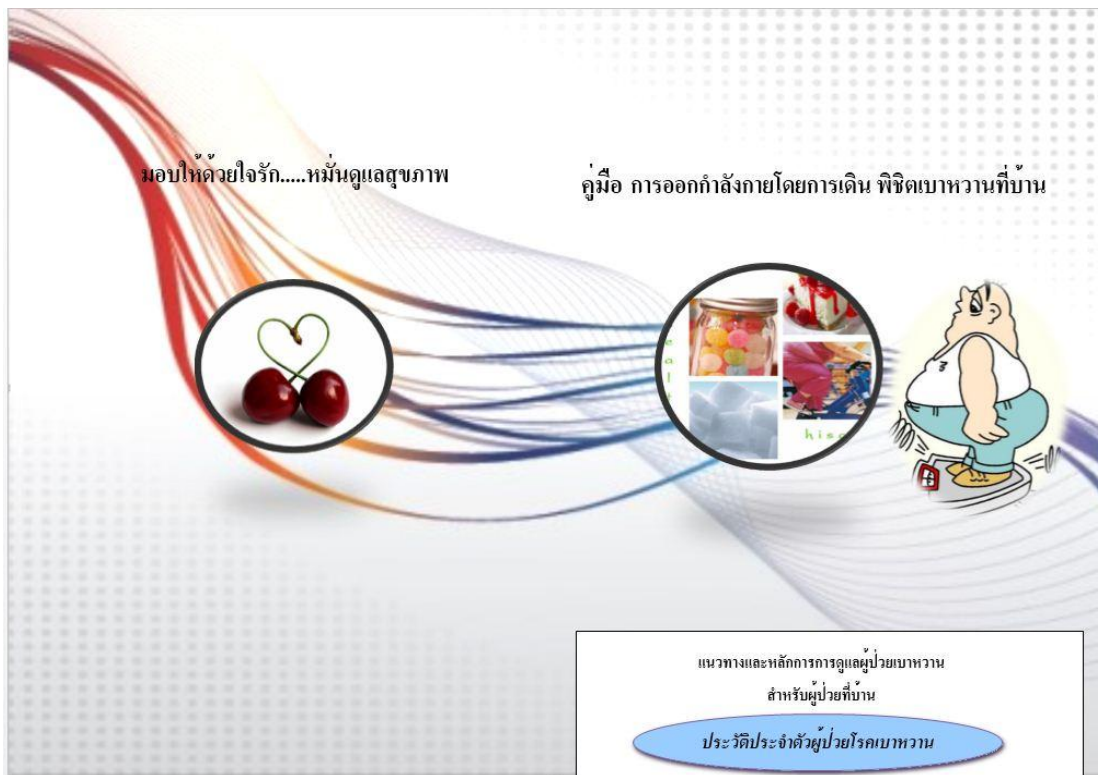 มอบให้ด้วยใจรัก.....หมั่นดูแลสุขภาพ
คู่มือ การออกกำลังกายโดยการเดิน พิชิตเบาหวานที่บ้าน
แนวทางและหลักการการดูแลผู้ป่วยเบาหวาน
สำหรับผู้ป่วยที่บ้าน
ประวัติประจำตัวผู้ป่วยโรคเบาหวาน